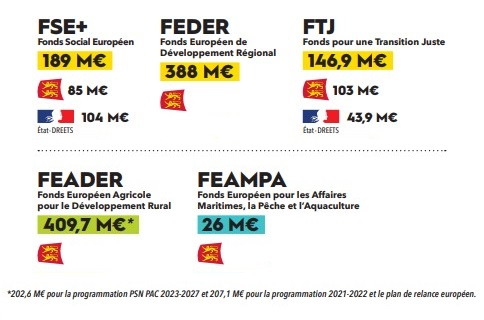 FSE+
Fonds Social Européen
189 M€
85 M€
104 M€
État-DREETS
FEDER
Fonds Européen de
Développement Régional
388 M€
FTJ
Fonds pour une Transition Juste
146,9 M€
103 M€
43,9 M€
État-DREETS
FEADER
Fonds Européen Agricole
pour le Développement Rural
409,7 M€*
FEAMPA
Fonds Européen pour les Affaires
Maritimes, la Pêche et l'Aquaculture
26 M€
*202,6 M€ pour la programmation PSN PAC 2023-2027 et 207,1 M€ pour la programmation 2021-2022 et le plan de relance européen.